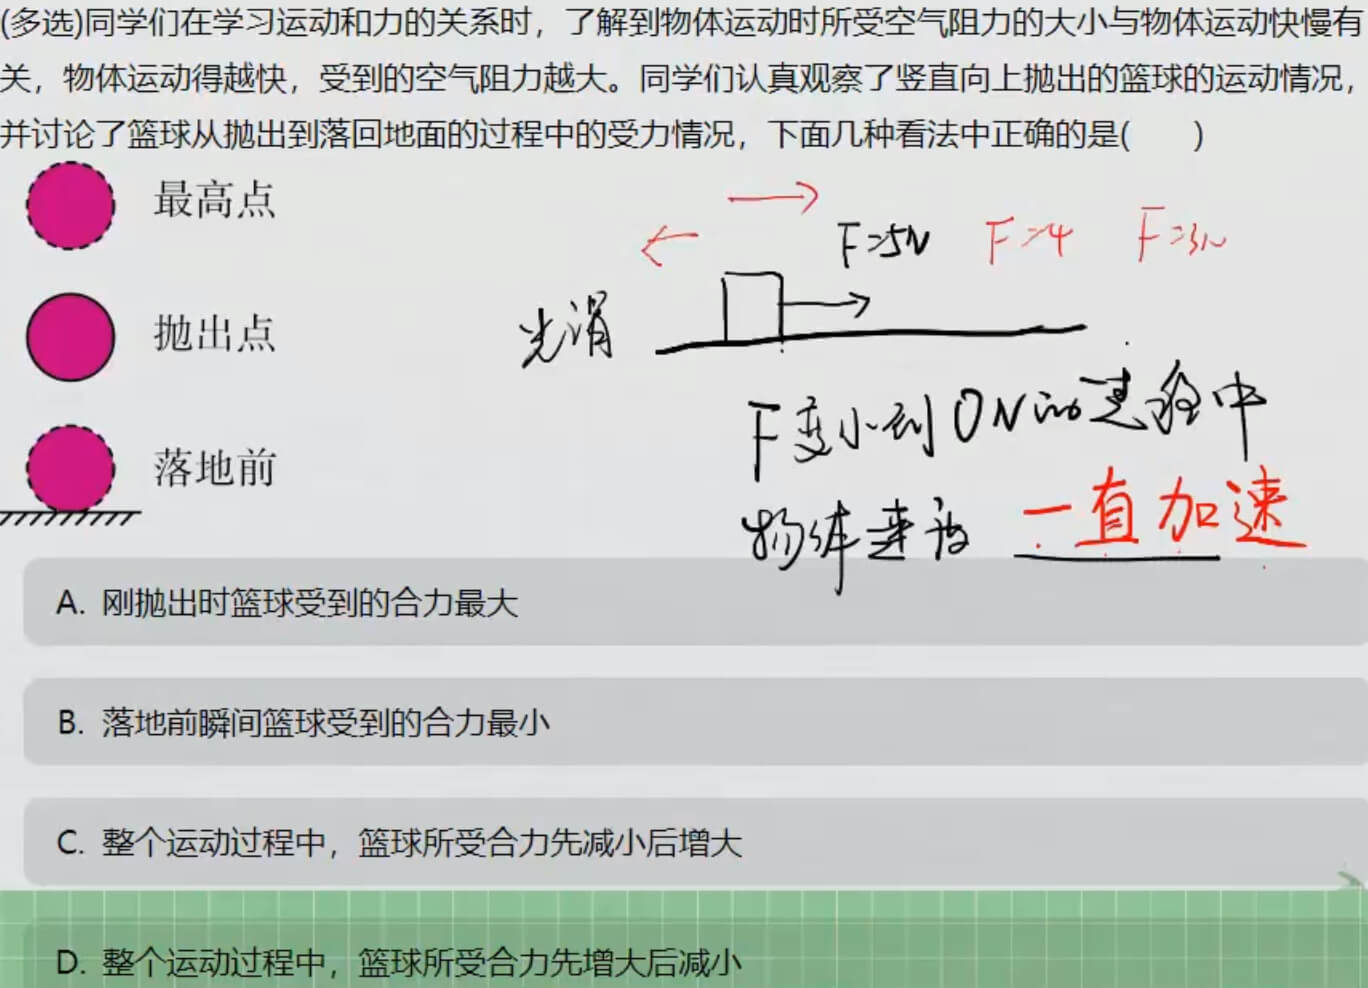 (多选)同学们在学习运动和力的关系时，了解到物体运动时所受空气阻力的大小与物体运动快慢有
关，物体运动得越快，受到的空气阻力越大。同学们认真观察了竖直向上抛出的篮球的运动情况，
并讨论了篮球从抛出到落回地面的过程中的受力情况，下面几种看法中正确的是(　　)
最高点
F=5N F=4 F=3N
抛出点
光滑
F变小到0N的过程中
落地前
物体速度 一直加速
A. 刚抛出时篮球受到的合力最大
B. 落地前瞬间篮球受到的合力最小
C. 整个运动过程中，篮球所受合力先减小后增大
D. 整个运动过程中，篮球所受合力先增大后减小